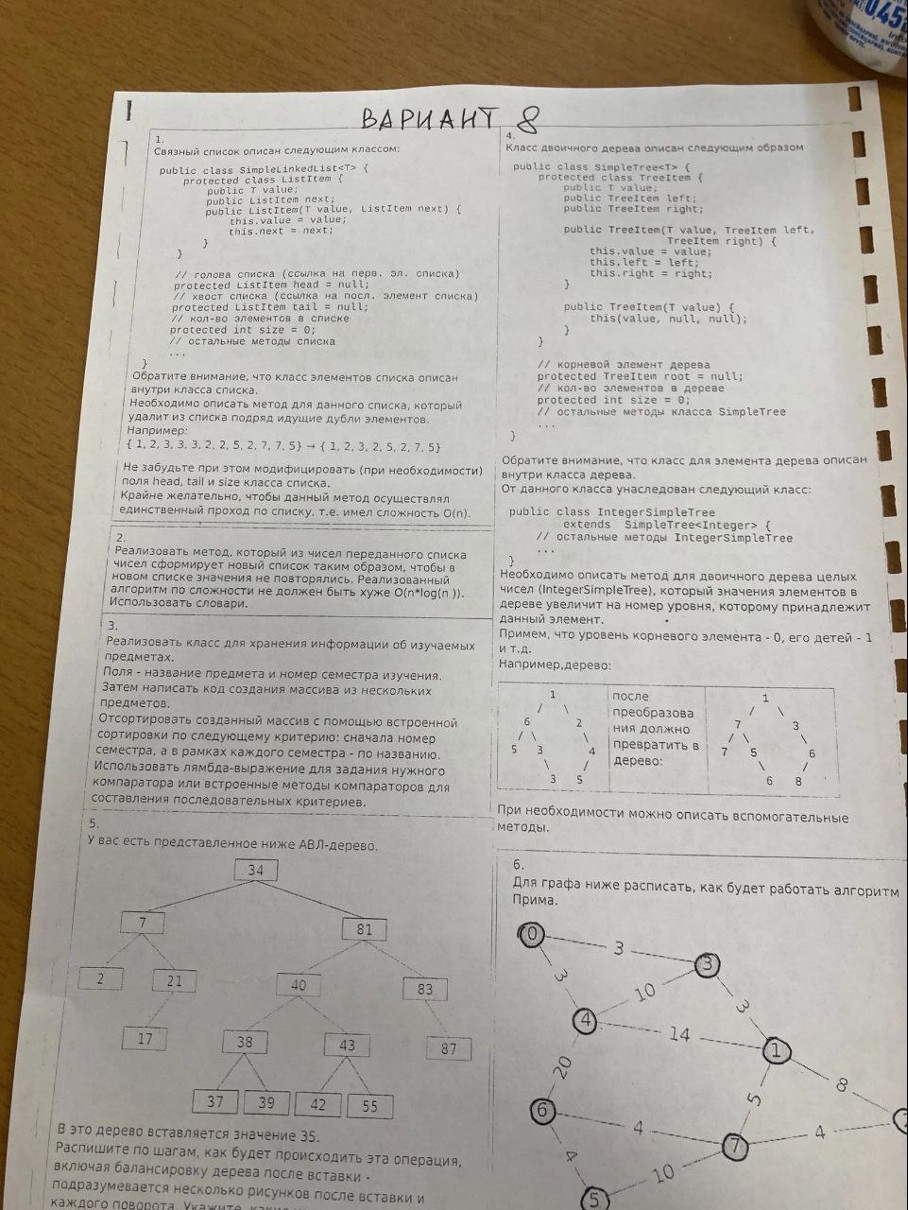 0,45
ВАРИАНТ 8
1.
Связный список описан следующим классом:
public class SimpleLinkedList<T> {
protected class ListItem {
public T value;
public ListItem next;
public ListItem(T value, ListItem next) {
this.value = value;
this.next = next;
}
}
// голова списка (ссылка на перв. эл. списка)
protected ListItem head = null;
// хвост списка (ссылка на посл. элемент списка)
protected ListItem tail = null;
// кол-во элементов в списке
protected int size = 0;
// остальные методы списка
...
}
Обратите внимание, что класс элементов списка описан
внутри класса списка.
Необходимо описать метод для данного списка, который
удалит из списка подряд идущие дубли элементов.
Например:
{ 1, 2, 3, 3, 3, 2, 2, 5, 2, 7, 7, 5} → { 1, 2, 3, 2, 5, 2, 7, 5}
Не забудьте при этом модифицировать (при необходимости)
поля head, tail и size класса списка.
Крайне желательно, чтобы данный метод осуществлял
единственный проход по списку, т.е. имел сложность O(n).
2.
Реализовать метод, который из чисел переданного списка
чисел сформирует новый список таким образом, чтобы в
новом списке значения не повторялись. Реализованный
алгоритм по сложности не должен быть хуже O(n*log(n )).
Использовать словари.
3.
Реализовать класс для хранения информации об изучаемых
предметах.
Поля - название предмета и номер семестра изучения.
Затем написать код создания массива из нескольких
предметов.
Отсортировать созданный массив с помощью встроенной
сортировки по следующему критерию: сначала номер
семестра, а в рамках каждого семестра - по названию.
Использовать лямбда-выражение для задания нужного
компаратора или встроенные методы компараторов для
составления последовательных критериев.
4.
Класс двоичного дерева описан следующим образом
public class SimpleTree<T> {
protected class TreeItem {
public T value;
public TreeItem left;
public TreeItem right;
public TreeItem(T value, TreeItem left,
TreeItem right) {
this.value = value;
this.left = left;
this.right = right;
}
public TreeItem(T value) {
this(value, null, null);
}
}
// корневой элемент дерева
protected TreeItem root = null;
// кол-во элементов в дереве
protected int size = 0;
// остальные методы класса SimpleTree
...
}
Обратите внимание, что класс для элемента дерева описан
внутри класса дерева.
От данного класса унаследован следующий класс:
public class IntegerSimpleTree
extends SimpleTree<Integer> {
// остальные методы IntegerSimpleTree
...
}
Необходимо описать метод для двоичного дерева целых
чисел (IntegerSimpleTree), который значения элементов в
дереве увеличит на номер уровня, которому принадлежит
данный элемент.
Примем, что уровень корневого элемента - 0, его детей - 1
и т.д.
Например,дерево:
1
6 2
5 3 4
3 5
после
преобразова
ния должно
превратить в
дерево:
1
7 3
7 5 6
6 8
При необходимости можно описать вспомогательные
методы.
5.
У вас есть представленное ниже АВЛ-дерево.
34
7 81
2 21 40 83
17 38 43 87
37 39 42 55
В это дерево вставляется значение 35.
Распишите по шагам, как будет происходить эта операция,
включая балансировку дерева после вставки -
подразумевается несколько рисунков после вставки и
каждого поворота. Укажите,
6.
Для графа ниже расписать, как будет работать алгоритм
Прима.
0
3
3
3
10
3
4
14
1
20
8
5
6
4
7
4
4
10
5